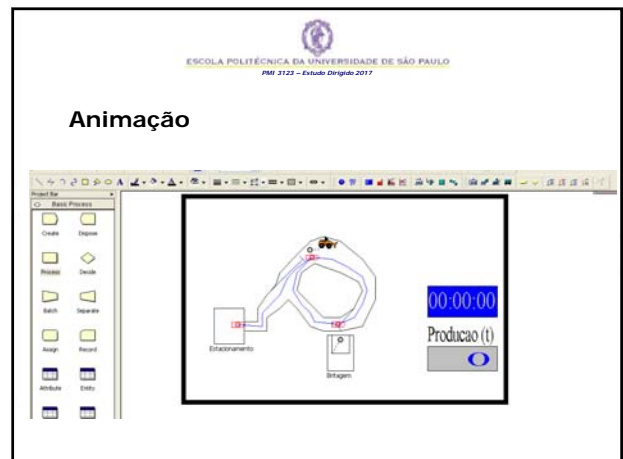 ESCOLA POLITÉCNICA DA UNIVERSIDADE DE SÃO PAULO
PMI 3123 – Estudo Dirigido 2017
Animação
Project Bar
Basic Process
Create Dispose
Process Decide
Batch Separate
Assign Record
Attribute Entity
Estacionamento
Britagem
00:00:00
Producao (t)
0